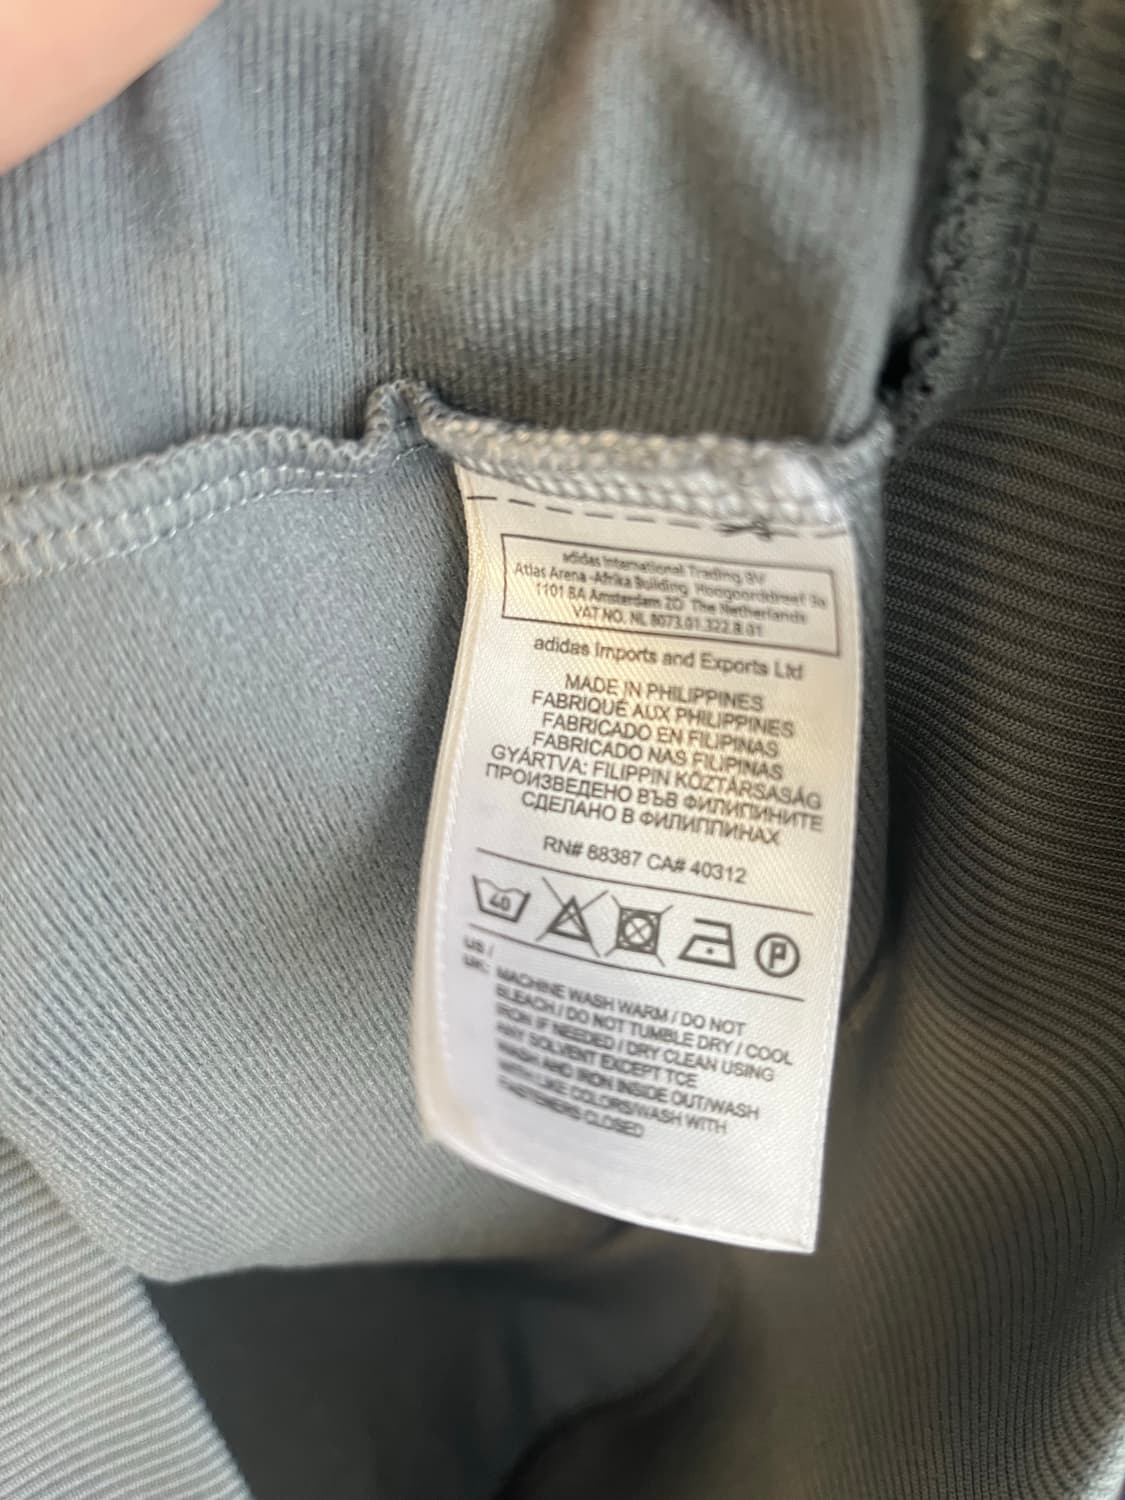 adidas International Trading BV
Atlas Arena -Afrika Building, Hoogoorddreef 9a
1101 BA Amsterdam ZO The Netherlands
VAT NO. NL 8073.01.322.B.01
adidas Imports and Exports Ltd
MADE IN PHILIPPINES
FABRIQUÉ AUX PHILIPPINES
FABRICADO EN FILIPINAS
FABRICADO NAS FILIPINAS
GYÁRTVA: FILIPPIN KÖZTÁRSASÁG
ПРОИЗВЕДЕНО ВЪВ ФИЛИПИНИТЕ
СДЕЛАНО В ФИЛИППИНАХ
RN# 88387 CA# 40312
40 P
US /
UK: MACHINE WASH WARM / DO NOT
BLEACH / DO NOT TUMBLE DRY / COOL
IRON IF NEEDED / DRY CLEAN USING
ANY SOLVENT EXCEPT TCE
WASH AND IRON INSIDE OUT/WASH
WITH LIKE COLORS/WASH WITH
FASTENERS CLOSED